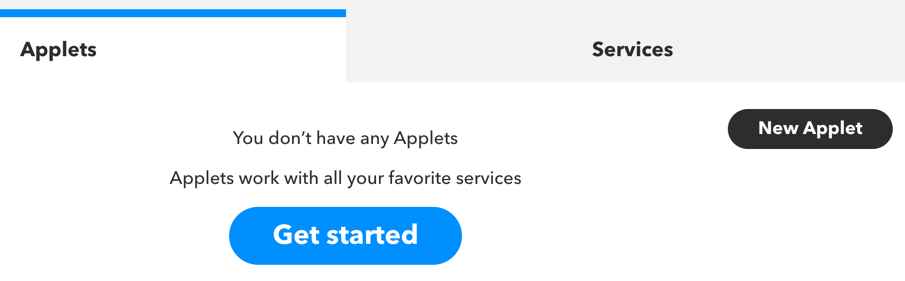 Applets
Services
You don’t have any Applets
New Applet
Applets work with all your favorite services
Get started